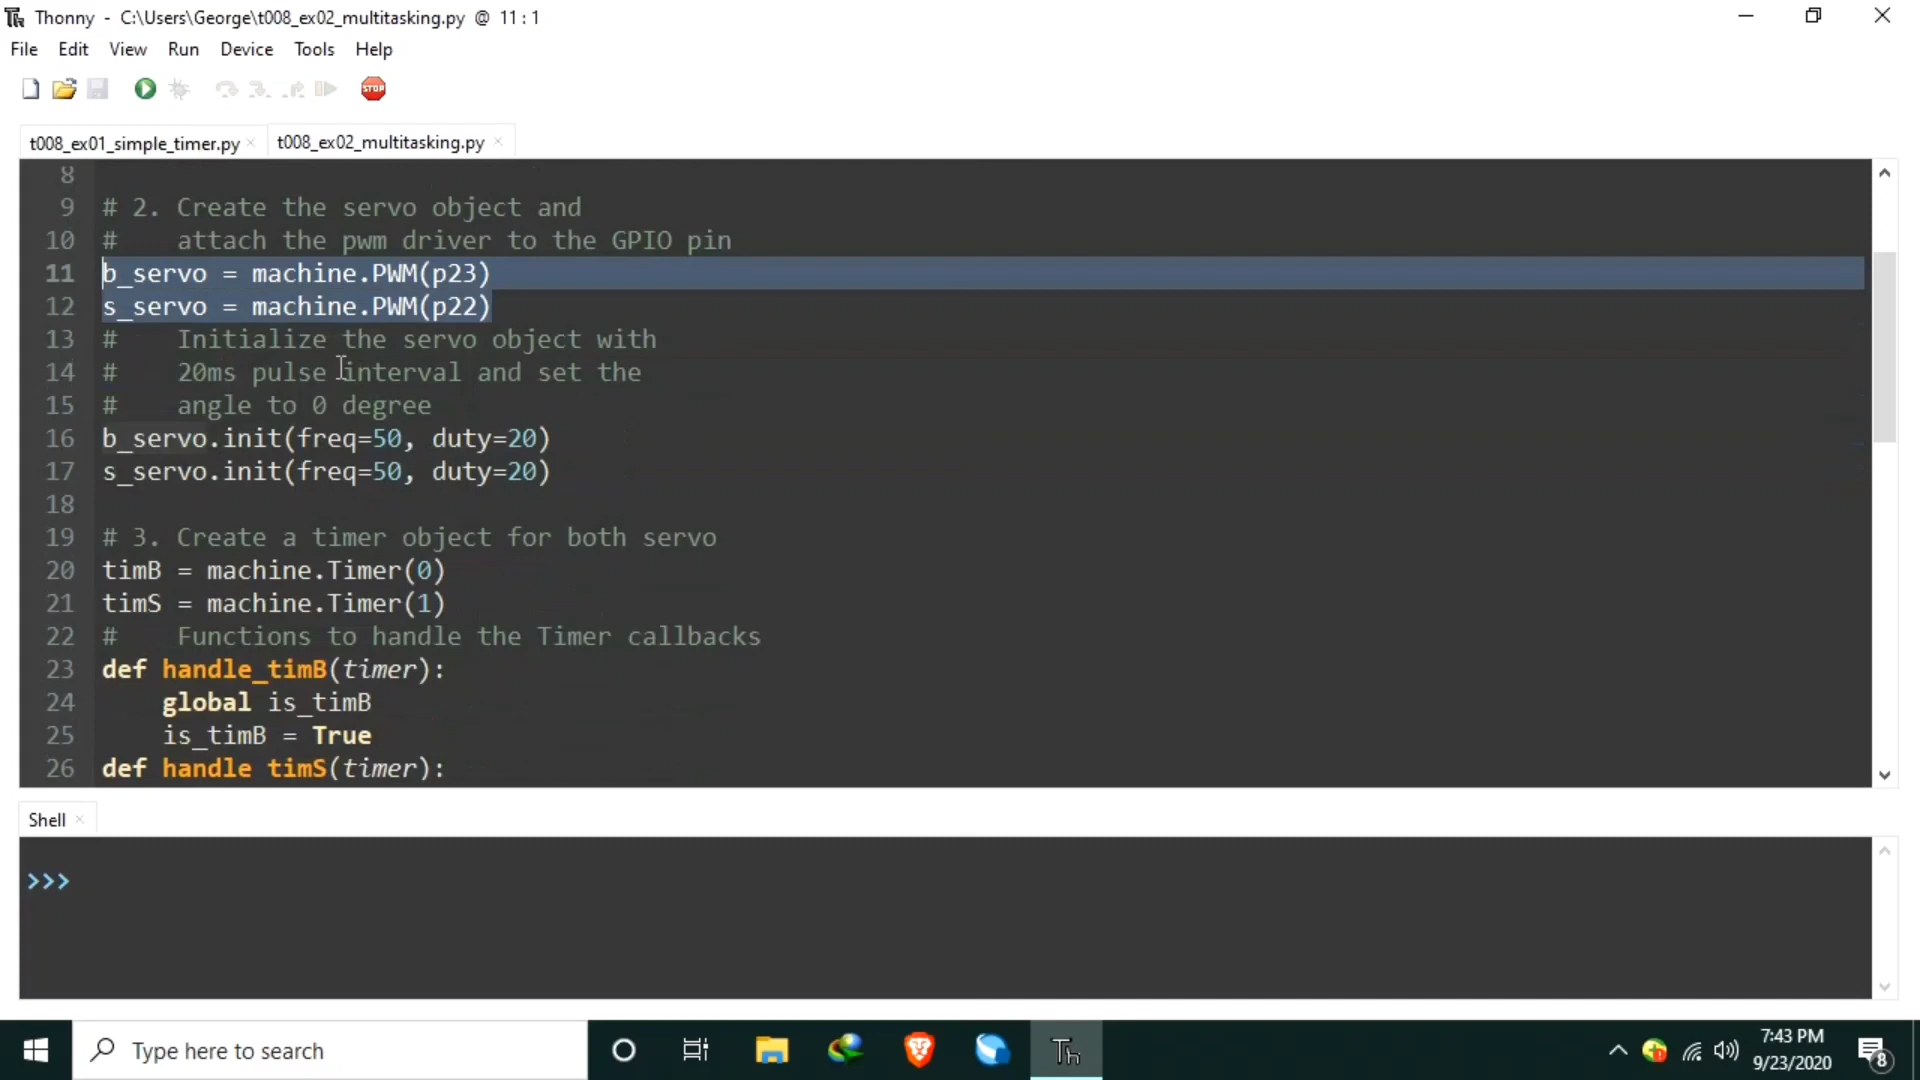 Thonny - C:\Users\George\t008_ex02_multitasking.py @ 11:1
File Edit View Run Device Tools Help
STOP
t008_ex01_simple_timer.py × t008_ex02_multitasking.py ×
8
9 # 2. Create the servo object and
10 #    attach the pwm driver to the GPIO pin
11 b_servo = machine.PWM(p23)
12 s_servo = machine.PWM(p22)
13 #    Initialize the servo object with
14 #    20ms pulse interval and set the
15 #    angle to 0 degree
16 b_servo.init(freq=50, duty=20)
17 s_servo.init(freq=50, duty=20)
18
19 # 3. Create a timer object for both servo
20 timB = machine.Timer(0)
21 timS = machine.Timer(1)
22 #    Functions to handle the Timer callbacks
23 def handle_timB(timer):
24     global is_timB
25     is_timB = True
26 def handle timS(timer):
Shell ×
>>>
Type here to search
Th
7:43 PM
9/23/2020
8